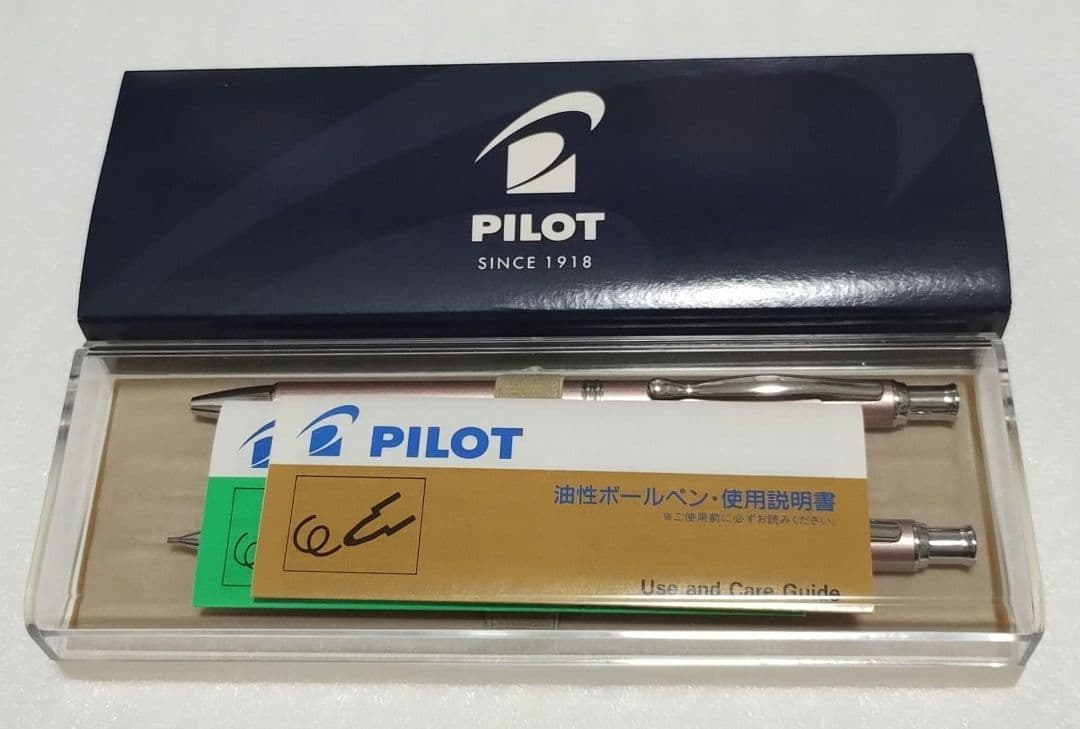 PILOT
SINCE 1918
PILOT
油性ボールペン・使用説明書
※ご使用前に必ずお読みください。
Use and Care Guide